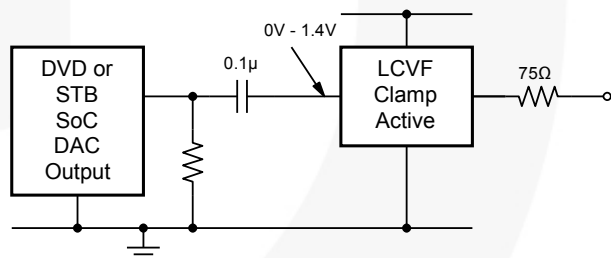 0V - 1.4V
DVD or
STB
SoC
DAC
Output
0.1µ
LCVF
Clamp
Active
75Ω